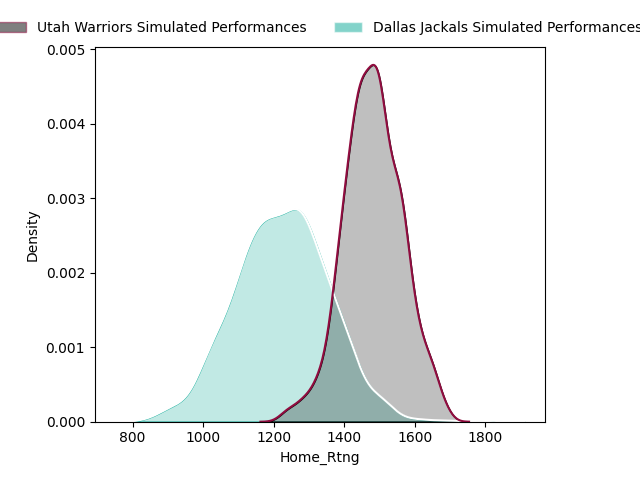 Utah Warriors Simulated Performances
Dallas Jackals Simulated Performances
0.005
0.004
0.003
0.002
0.001
0.000
Density
800 1000 1200 1400 1600 1800
Home_Rtng